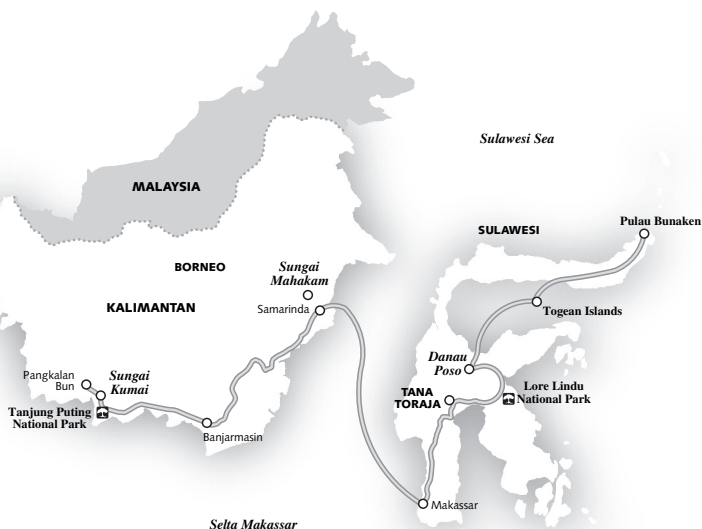 Sulawesi Sea
MALAYSIA
Pulau Bunaken
SULAWESI
BORNEO
Sungai
Mahakam
KALIMANTAN
Samarinda
Togean Islands
Danau
Poso
Pangkalan
Bun
Sungai
Kumai
TANA
TORAJA
Lore Lindu
National Park
Tanjung Puting
National Park
Banjarmasin
Makassar
Selta Makassar